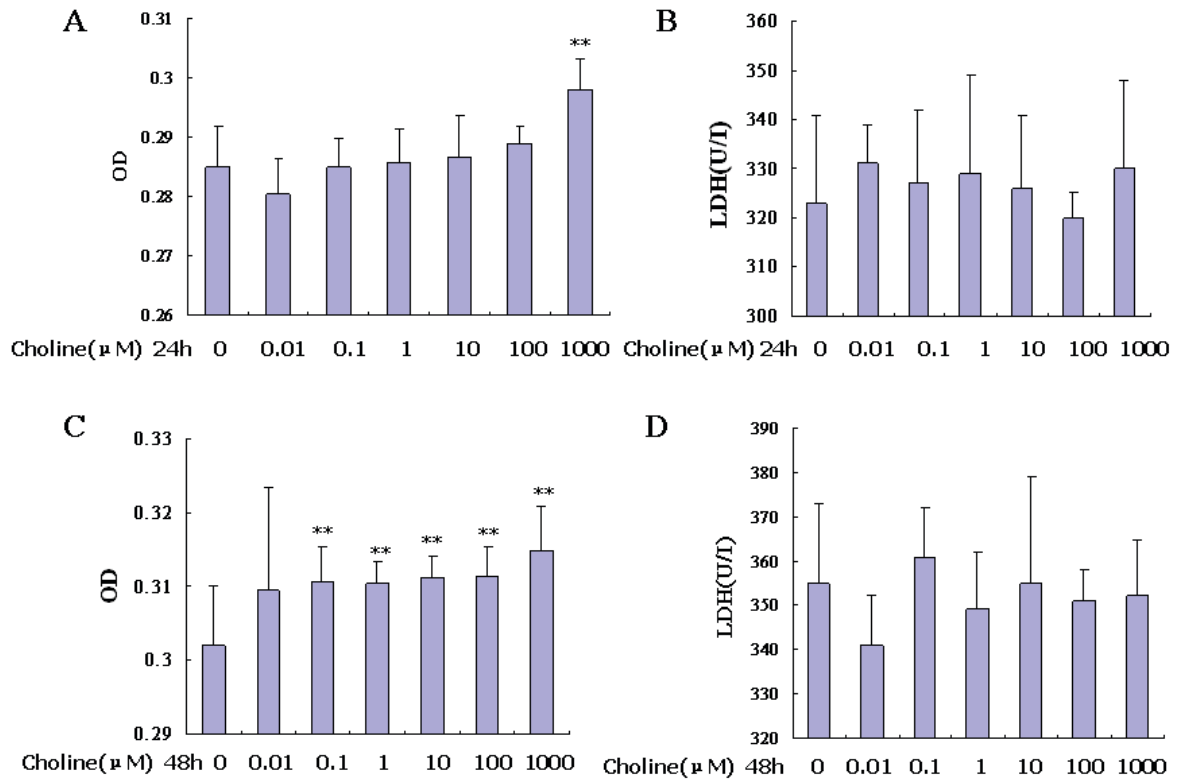 A
0.31
0.3
0.29
0.28
0.27
0.26
OD
**
Choline(μM) 24h 0 0.01 0.1 1 10 100 1000
B
360
350
340
330
320
310
300
LDH(U/I)
Choline(μM) 24h 0 0.01 0.1 1 10 100 1000
C
0.33
0.32
0.31
0.3
0.29
OD
** ** ** ** **
Choline(μM) 48h 0 0.01 0.1 1 10 100 1000
D
390
380
370
360
350
340
330
320
LDH(U/I)
Choline(μM) 48h 0 0.01 0.1 1 10 100 1000